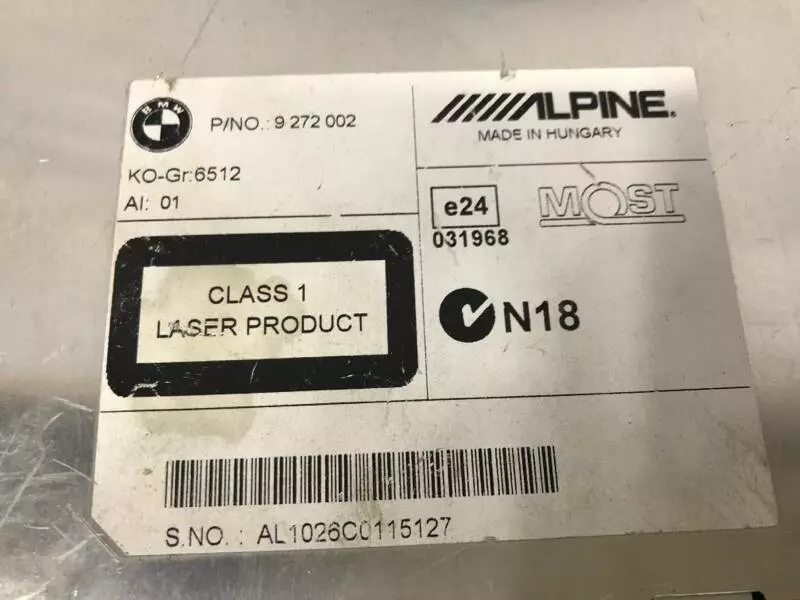 BMW
P/NO.: 9 272 002
KO-Gr:6512
AI: 01
CLASS 1
LASER PRODUCT
ALPINE®
MADE IN HUNGARY
e24
031968
MOST
N18
S.NO. : AL1026C0115127